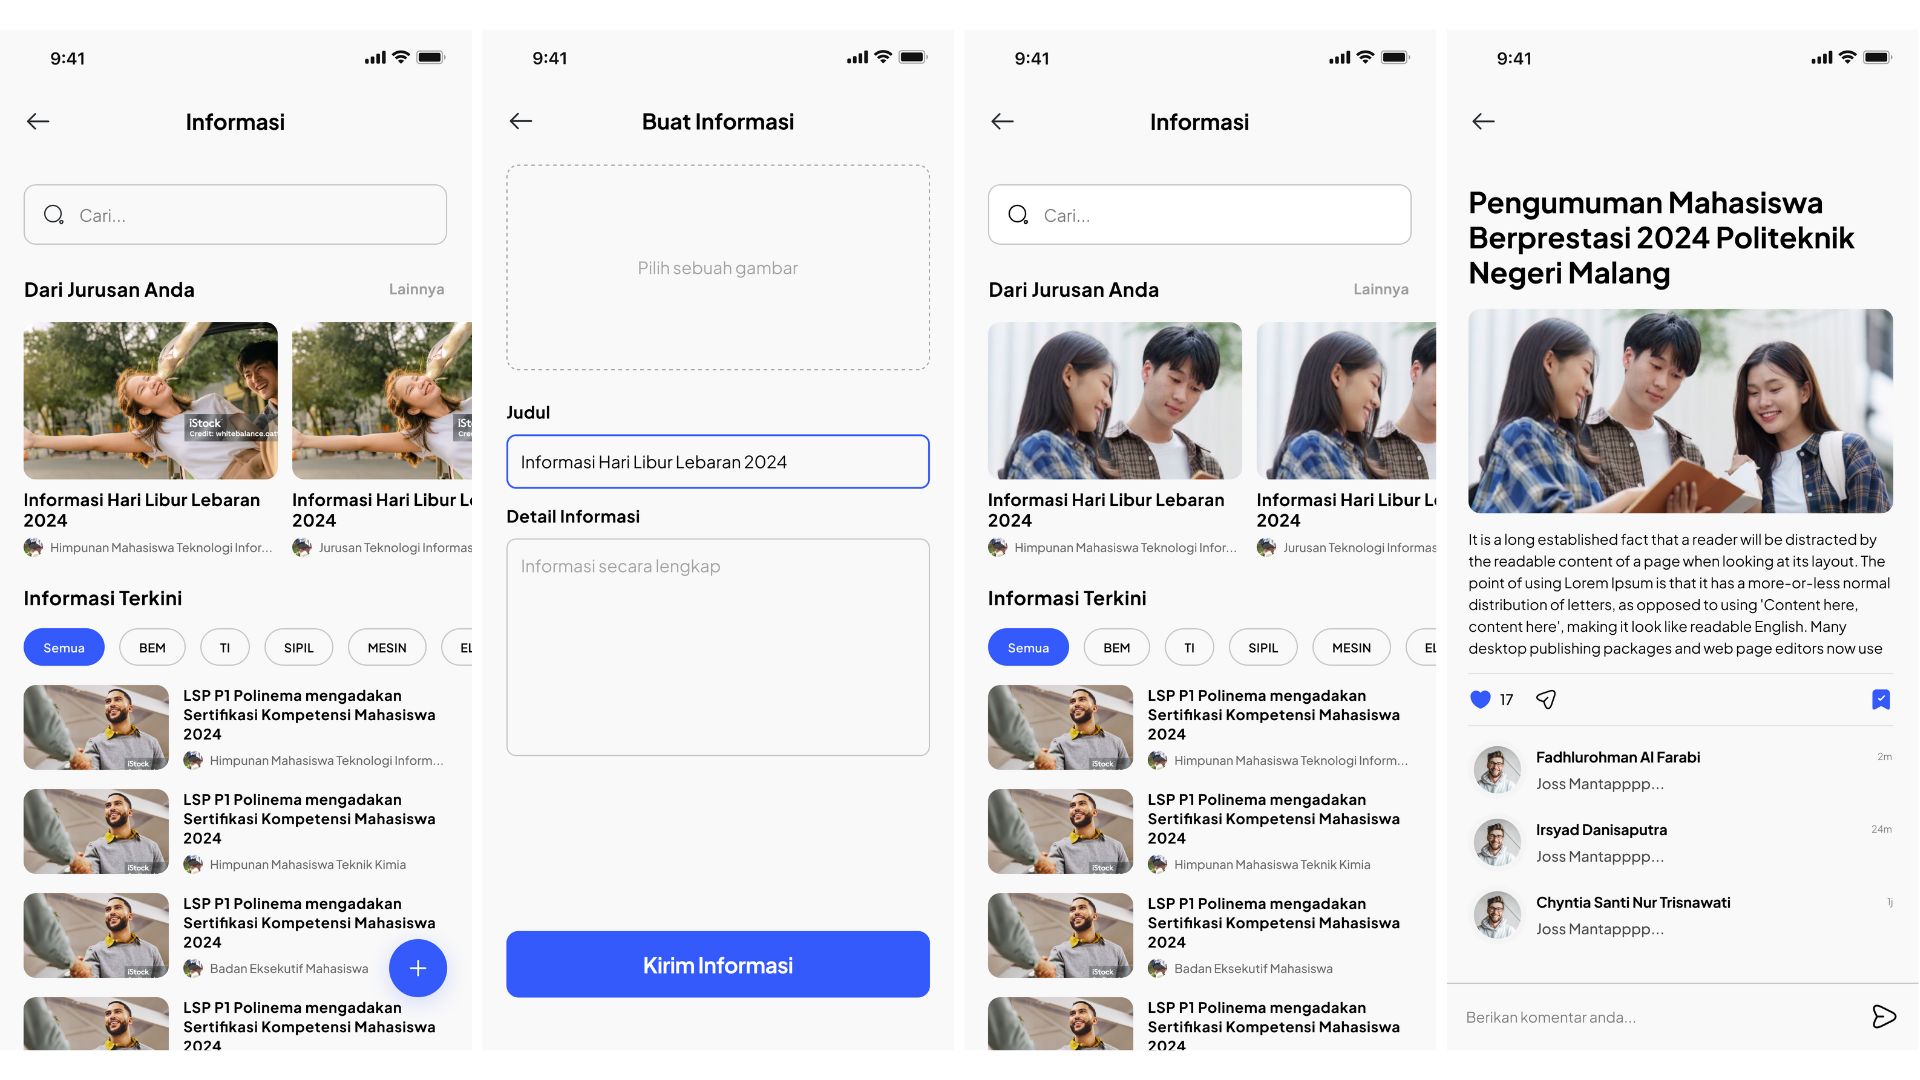 9:41
Informasi
Cari...
Dari Jurusan Anda
Lainnya
iStock
Credit: whitebalance.oat
iSto
Cre
Informasi Hari Libur Lebaran
2024
Himpunan Mahasiswa Teknologi Infor...
Informasi Hari Libur Le
2024
Jurusan Teknologi Informas
Informasi Terkini
Semua
BEM
TI
SIPIL
MESIN
EL
iStock
LSP P1 Polinema mengadakan
Sertifikasi Kompetensi Mahasiswa
2024
Himpunan Mahasiswa Teknologi Inform...
iStock
LSP P1 Polinema mengadakan
Sertifikasi Kompetensi Mahasiswa
2024
Himpunan Mahasiswa Teknik Kimia
iStock
LSP P1 Polinema mengadakan
Sertifikasi Kompetensi Mahasiswa
2024
Badan Eksekutif Mahasiswa
LSP P1 Polinema mengadakan
Sertifikasi Kompetensi Mahasiswa
2024
9:41
Buat Informasi
Pilih sebuah gambar
Judul
Informasi Hari Libur Lebaran 2024
Detail Informasi
Informasi secara lengkap
Kirim Informasi
9:41
Informasi
Cari...
Dari Jurusan Anda
Lainnya
Informasi Hari Libur Lebaran
2024
Himpunan Mahasiswa Teknologi Infor...
Informasi Hari Libur Le
2024
Jurusan Teknologi Informas
Informasi Terkini
Semua
BEM
TI
SIPIL
MESIN
EL
iStock
LSP P1 Polinema mengadakan
Sertifikasi Kompetensi Mahasiswa
2024
Himpunan Mahasiswa Teknologi Inform...
iStock
LSP P1 Polinema mengadakan
Sertifikasi Kompetensi Mahasiswa
2024
Himpunan Mahasiswa Teknik Kimia
iStock
LSP P1 Polinema mengadakan
Sertifikasi Kompetensi Mahasiswa
2024
Badan Eksekutif Mahasiswa
LSP P1 Polinema mengadakan
Sertifikasi Kompetensi Mahasiswa
2024
9:41
Pengumuman Mahasiswa
Berprestasi 2024 Politeknik
Negeri Malang
It is a long established fact that a reader will be distracted by
the readable content of a page when looking at its layout. The
point of using Lorem Ipsum is that it has a more-or-less normal
distribution of letters, as opposed to using 'Content here,
content here', making it look like readable English. Many
desktop publishing packages and web page editors now use
17
Fadhlurohman Al Farabi
2m
Joss Mantapppp...
Irsyad Danisaputra
24m
Joss Mantapppp...
Chyntia Santi Nur Trisnawati
1j
Joss Mantapppp...
Berikan komentar anda...